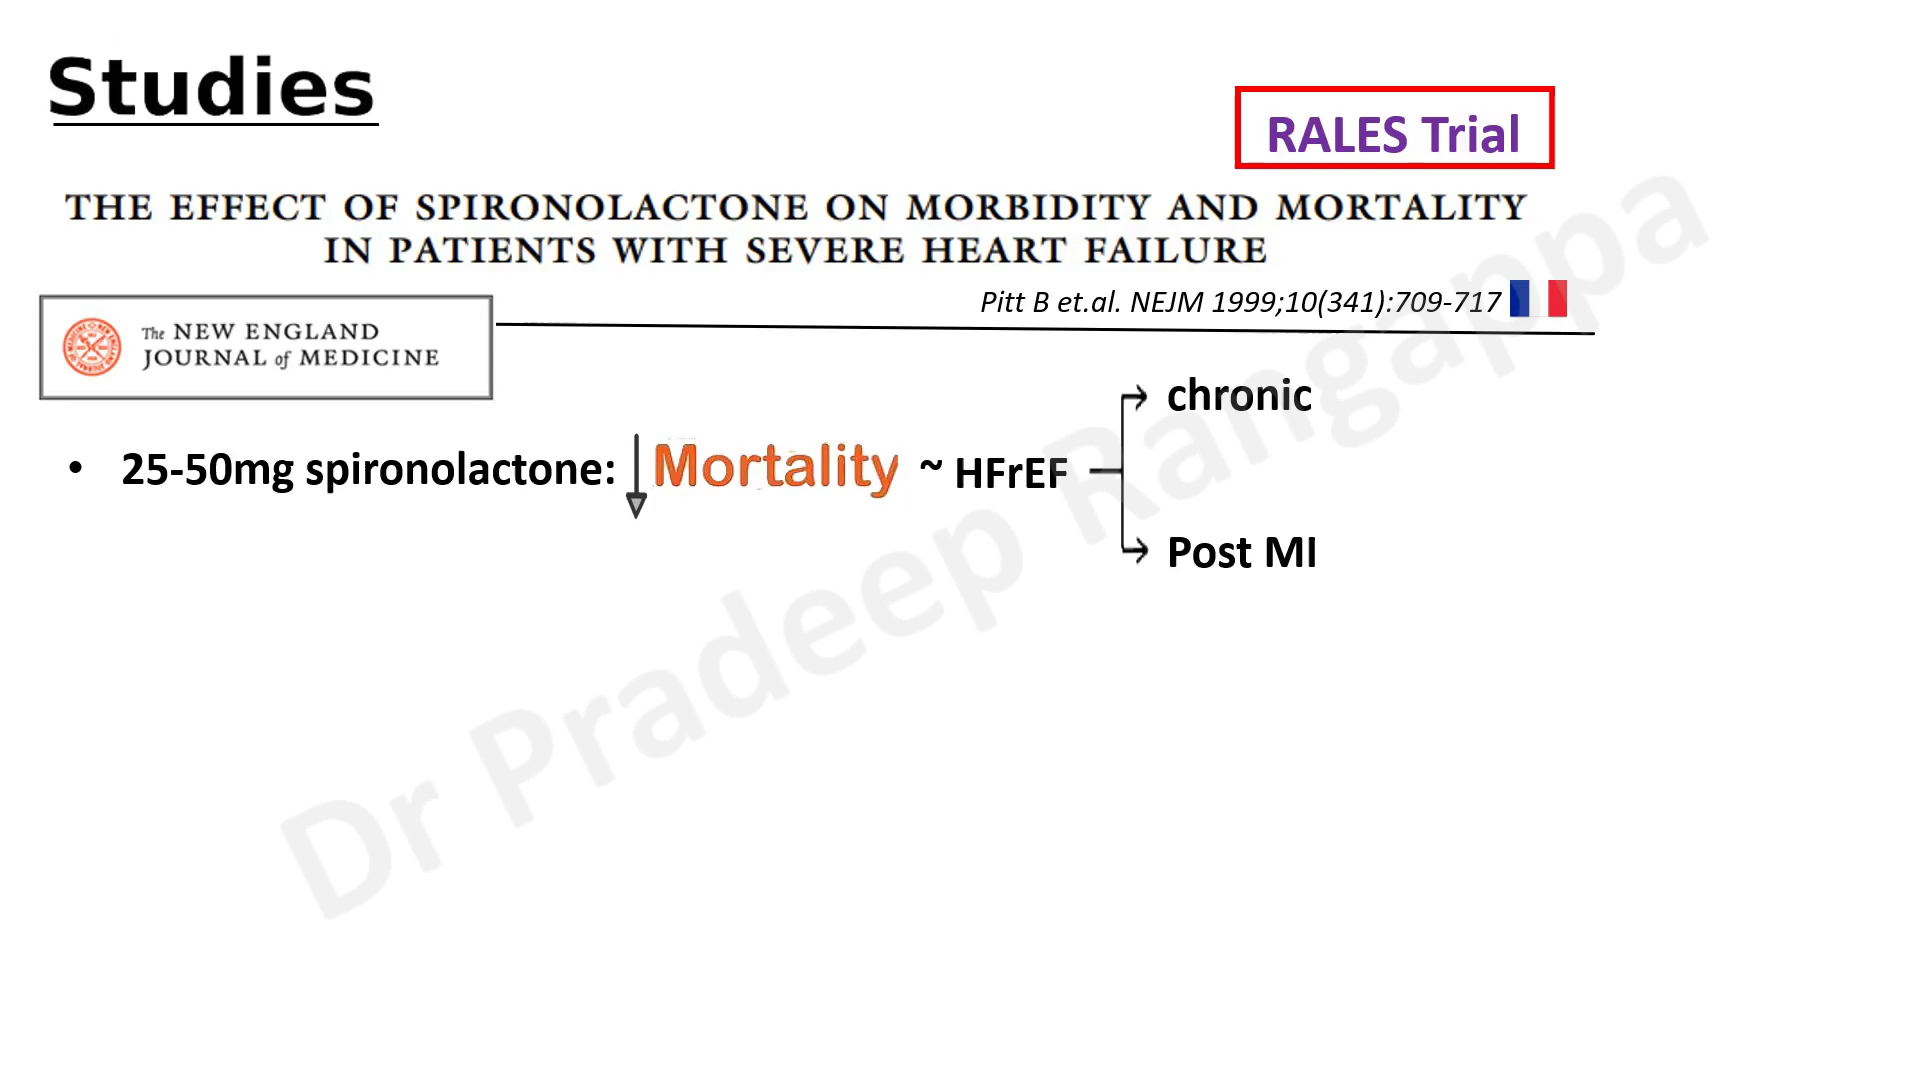 Studies
RALES Trial
THE EFFECT OF SPIRONOLACTONE ON MORBIDITY AND MORTALITY
IN PATIENTS WITH SEVERE HEART FAILURE
Pitt B et.al. NEJM 1999;10(341):709-717
The NEW ENGLAND
JOURNAL of MEDICINE
chronic
• 25-50mg spironolactone: Mortality ~ HFrEF
Post MI
Dr Pradeep Rangappa